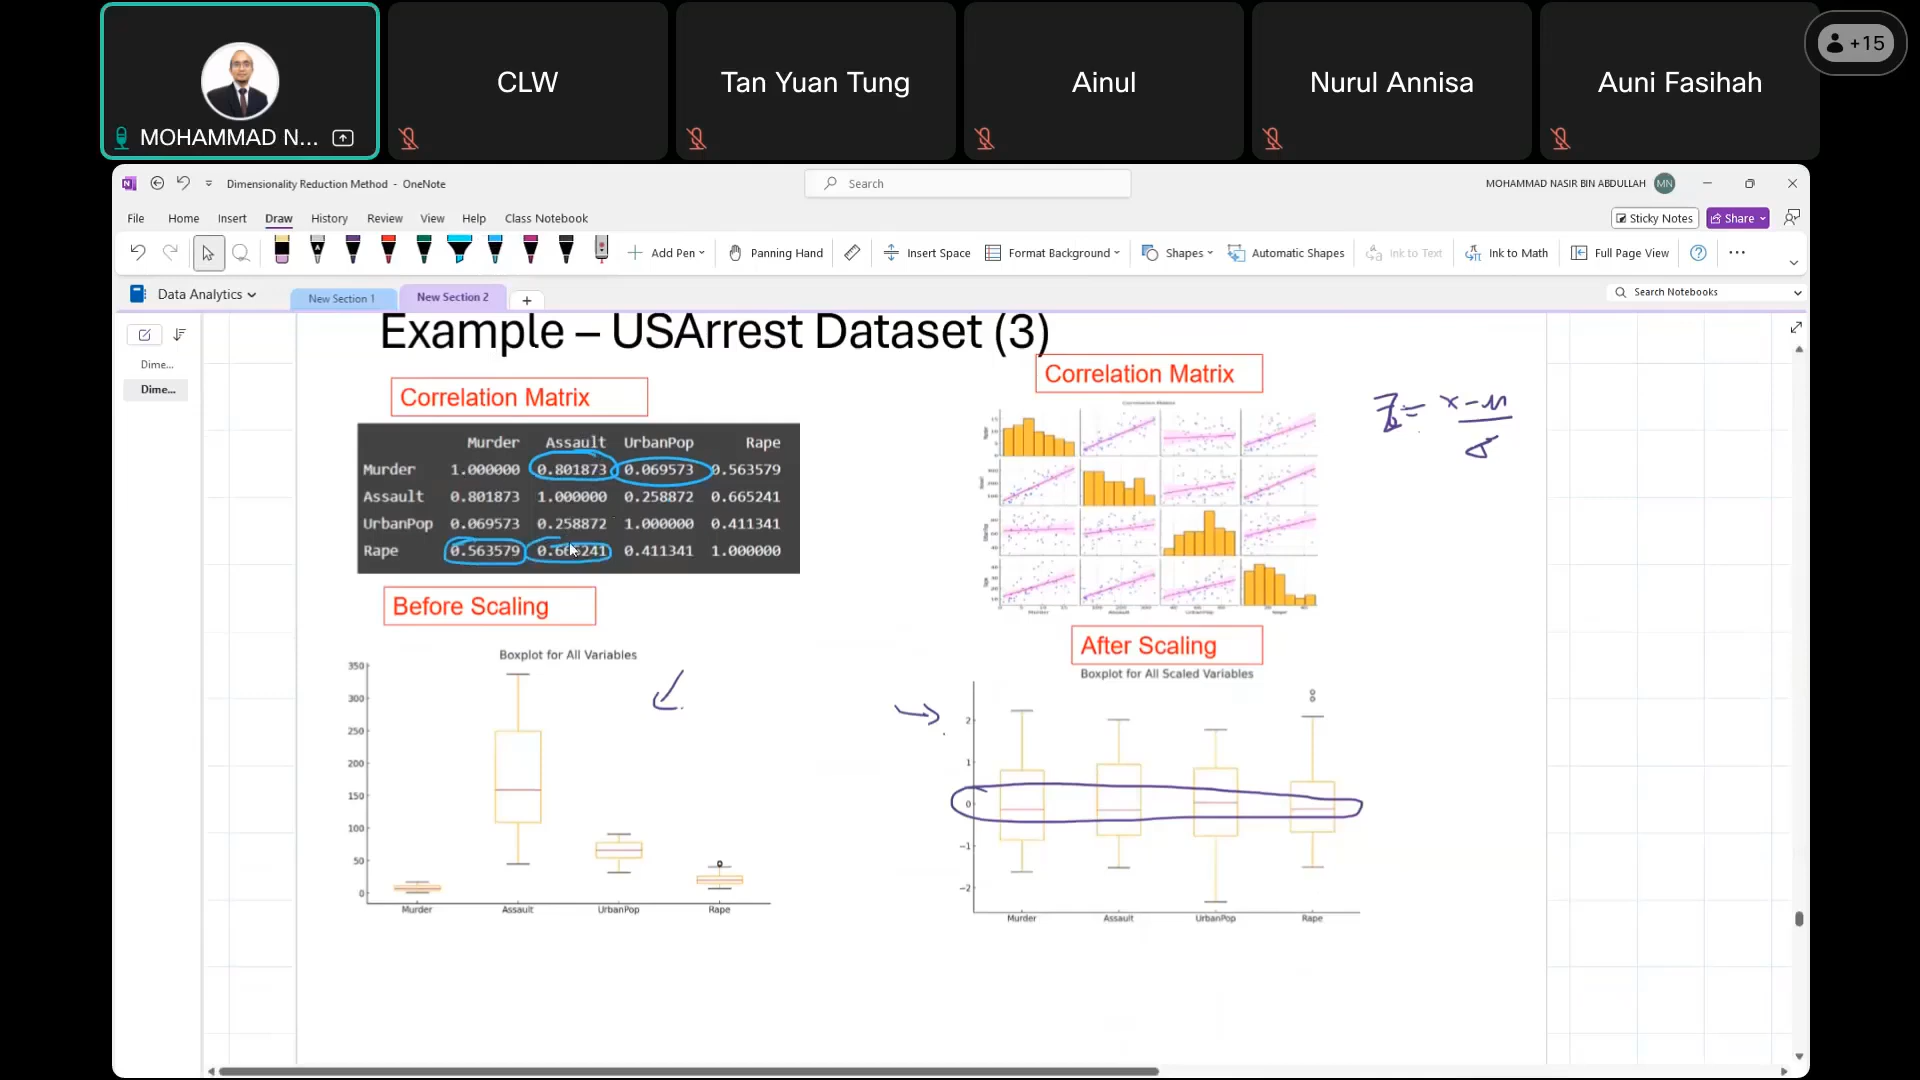 CLW
Tan Yuan Tung
Ainul
Nurul Annisa
Auni Fasihah
+15
MOHAMMAD N...
Dimensionality Reduction Method - OneNote
Search
MOHAMMAD NASIR BIN ABDULLAH
MN
File Home Insert Draw History Review View Help Class Notebook
Sticky Notes Share
Add Pen Panning Hand Insert Space Format Background Shapes Automatic Shapes Ink to Text Ink to Math Full Page View
Data Analytics New Section 1 New Section 2 + Search Notebooks
Dime...
Dime...
Example – USArrest Dataset (3)
Correlation Matrix
Murder Assault UrbanPop Rape
Murder 1.000000 0.801873 0.069573 0.563579
Assault 0.801873 1.000000 0.258872 0.665241
UrbanPop 0.069573 0.258872 1.000000 0.411341
Rape 0.563579 0.665241 0.411341 1.000000
Correlation Matrix
Z = x - μ
σ
Before Scaling
Boxplot for All Variables
350
300
250
200
150
100
50
0
Murder Assault UrbanPop Rape
After Scaling
Boxplot for All Scaled Variables
2
1
0
−1
−2
Murder Assault UrbanPop Rape